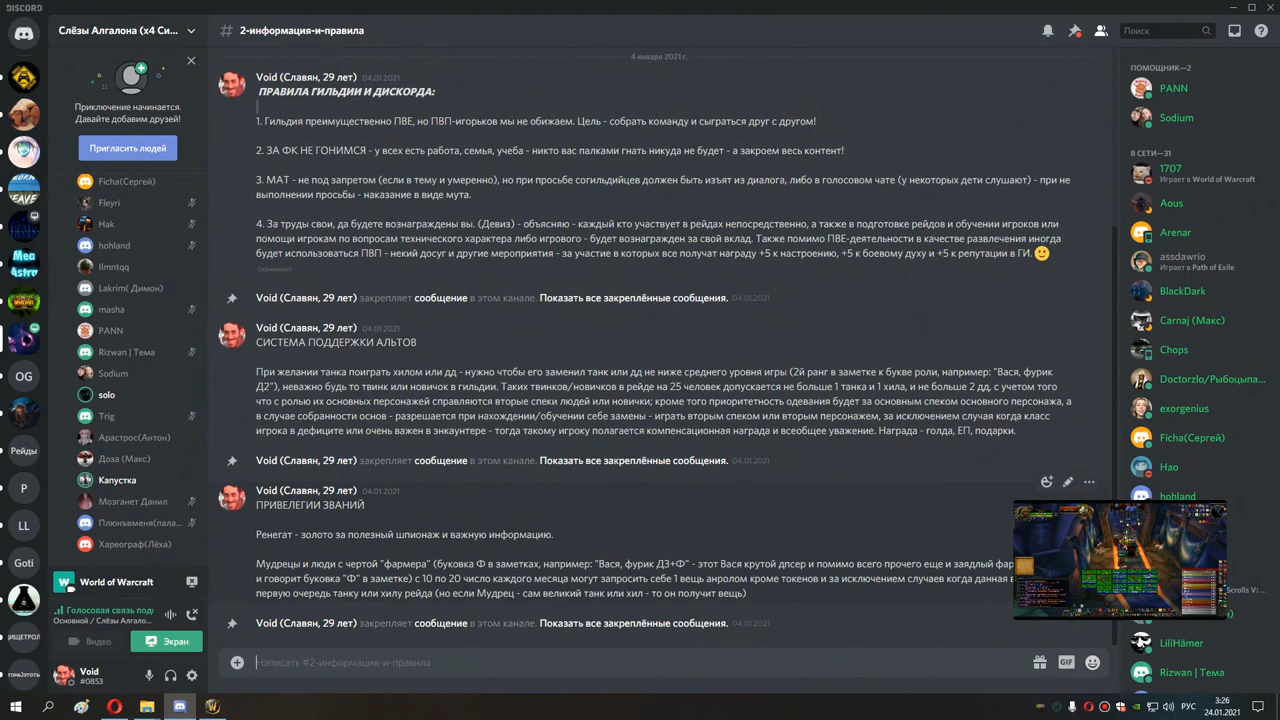 DISCORD
Слёзы Алгалона (x4 Си...
2-информация-и-правила
Поиск
Приключение начинается.
Давайте добавим друзей!
Пригласить людей
Ficha(Сергей)
Fleyri
Hak
hohland
Ilmntqq
Lakrim( Димон)
masha
PANN
Rizwan | Тема
Sodium
solo
Trig
Арастрос(Антон)
Доза (Макс)
Капустка
Мозганет Данил
Плюнъвменя(пала...
Хареограф(Лёха)
World of Warcraft
Голосовая связь подк
Основной / Слёзы Алгало...
Видео
Экран
Void
#0853
OG
Рейды
P
LL
Goti
4 января 2021 г.
Void (Славян, 29 лет) 04.01.2021
ПРАВИЛА ГИЛЬДИИ И ДИСКОРДА:
1. Гильдия преимущественно ПВЕ, но ПВП-игорьков мы не обижаем. Цель - собрать команду и сыграться друг с другом!
2. ЗА ФК НЕ ГОНИМСЯ - у всех есть работа, семья, учеба - никто вас палками гнать никуда не будет - а закроем весь контент!
3. МАТ - не под запретом (если в тему и умеренно), но при просьбе согильдийцев должен быть изъят из диалога, либо в голосовом чате (у некоторых дети слушают) - при не
выполнении просьбы - наказание в виде мута.
4. За труды свои, да будете вознаграждены вы. (Девиз) - объясняю - каждый кто участвует в рейдах непосредственно, а также в подготовке рейдов и обучении игроков или
помощи игрокам по вопросам технического характера либо игрового - будет вознагражден за свой вклад. Также помимо ПВЕ-деятельности в качестве развлечения иногда
будет использоваться ПВП - некий досуг и другие мероприятия - за участие в которых все получат награду +5 к настроению, +5 к боевому духу и +5 к репутации в ГИ. 🙂
(изменено)
Void (Славян, 29 лет) закрепляет сообщение в этом канале. Показать все закреплённые сообщения. 04.01.2021
Void (Славян, 29 лет) 04.01.2021
СИСТЕМА ПОДДЕРЖКИ АЛЬТОВ
При желании танка поиграть хилом или дд - нужно чтобы его заменил танк или дд не ниже среднего уровня игры (2й ранг в заметке к букве роли, например: "Вася, фурик
Д2"), неважно будь то твинк или новичок в гильдии. Таких твинков/новичков в рейде на 25 человек допускается не больше 1 танка и 1 хила, и не больше 2 дд, с учетом того
что с ролью их основных персонажей справляются вторые спеки людей или новички; кроме того приоритетность одевания будет за основным спеком основного персонажа, а
в случае собранности основ - разрешается при нахождении/обучении себе замены - играть вторым спеком или вторым персонажем, за исключением случая когда класс
игрока в дефиците или очень важен в энкаунтере - тогда такому игроку полагается компенсационная награда и всеобщее уважение. Награда - голда, ЕП, подарки.
Void (Славян, 29 лет) закрепляет сообщение в этом канале. Показать все закреплённые сообщения. 04.01.2021
Void (Славян, 29 лет) 04.01.2021
ПРИВЕЛЕГИИ ЗВАНИЙ
Ренегат - золото за полезный шпионаж и важную информацию.
Мудрецы и люди с чертой "фармера" (буковка Ф в заметках, например: "Вася, фурик Д3+Ф" - этот Вася крутой дпсер и помимо всего прочего еще и заядлый фар
и говорит буковка "Ф" в заметке) - 10 и 20 число каждого месяца могут запросить себе 1 вещь анролом кроме токенов и за исключением случаев когда данная в
первую очередь танку или хилу рейда (но если Мудрец - сам великий танк или хил - то он получит вещь)
Void (Славян, 29 лет) закрепляет сообщение в этом канале. Показать все закреплённые сообщения. 04.01.2021
Написать #2-информация-и-правила
GIF
ПОМОЩНИК—2
PANN
Sodium
В СЕТИ—31
1707
Играет в World of Warcraft
Aous
Arenar
assdawrio
Играет в Path of Exile
BlackDark
Carnaj (Макс)
Chops
Doctorzlo/Рыбоцыпа...
exorgenius
Ficha(Сергей)
Hao
hohland
Scrolls V: ...
LiliHämer
Rizwan | Тема
РУС
3:26
24.01.2021